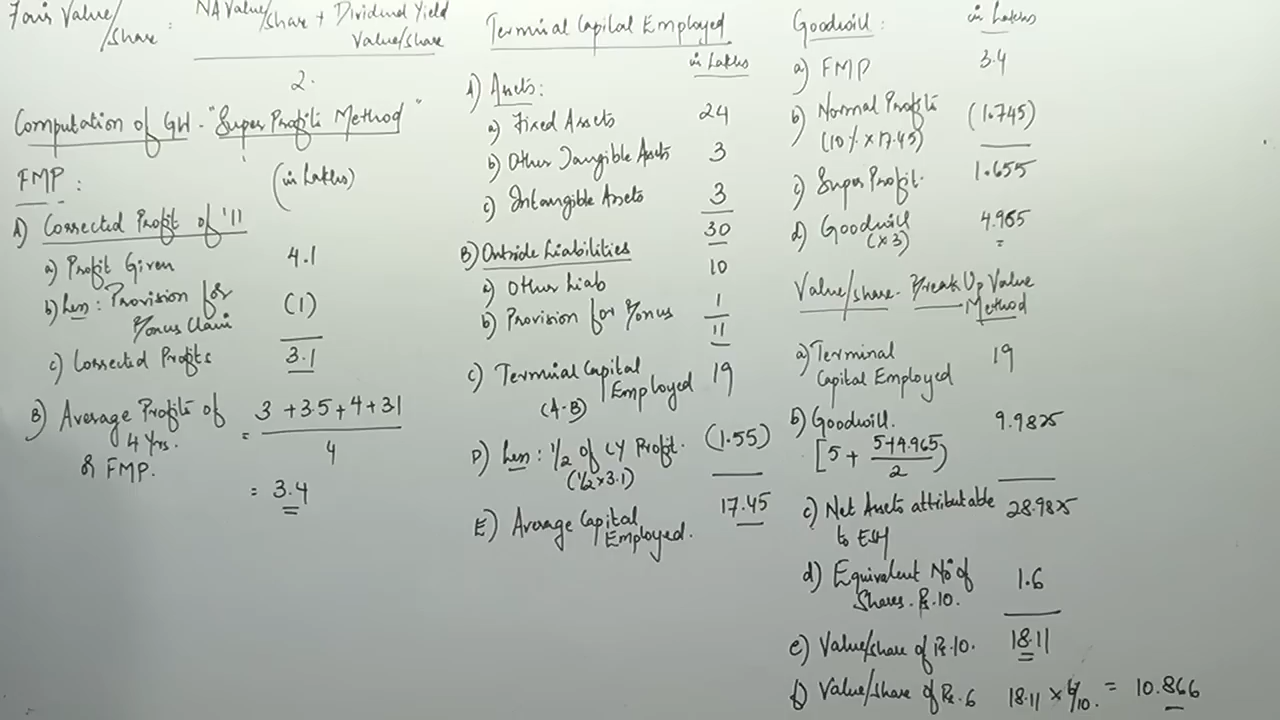 Fair Value/share : NA Value/share + Dividend Yield Value/share
2.
Computation of GW - "Super Profits Method"
FMP : (in Lakhs)
A) Corrected Profit of '11
a) Profit Given 4.1
b) Less : Provision for Bonus Claim (1)
c) Corrected Profits 3.1
B) Average Profits of 4 Yrs. or FMP. = 3 + 3.5 + 4 + 3.1
4
= 3.4
Terminal Capital Employed
in Lakhs
A) Assets :
a) Fixed Assets 24
b) Other Tangible Assets 3
c) Intangible Assets 3
30
B) Outside Liabilities
a) Other Liab 10
b) Provision for Bonus 1
11
c) Terminal Capital Employed 19
(A-B)
D) Less : 1/2 of CY Profit. (1.55)
(1/2 x 3.1)
E) Average Capital Employed. 17.45
Goodwill : in Lakhs
a) FMP 3.4
b) Normal Profits (1.745)
(10% x 17.45)
c) Super Profit. 1.655
d) Goodwill 4.965
(x3)
Value/share - Break Up Value Method
a) Terminal Capital Employed 19
b) Goodwill. 9.9825
[5 + 5+4.965
2 )
c) Net Assets attributable to ESH 28.9825
d) Equivalent No of Shares. Rs.10. 1.6
e) Value/share of Rs.10. 18.11
f) Value/share of Rs.6 18.11 x 6/10. = 10.866